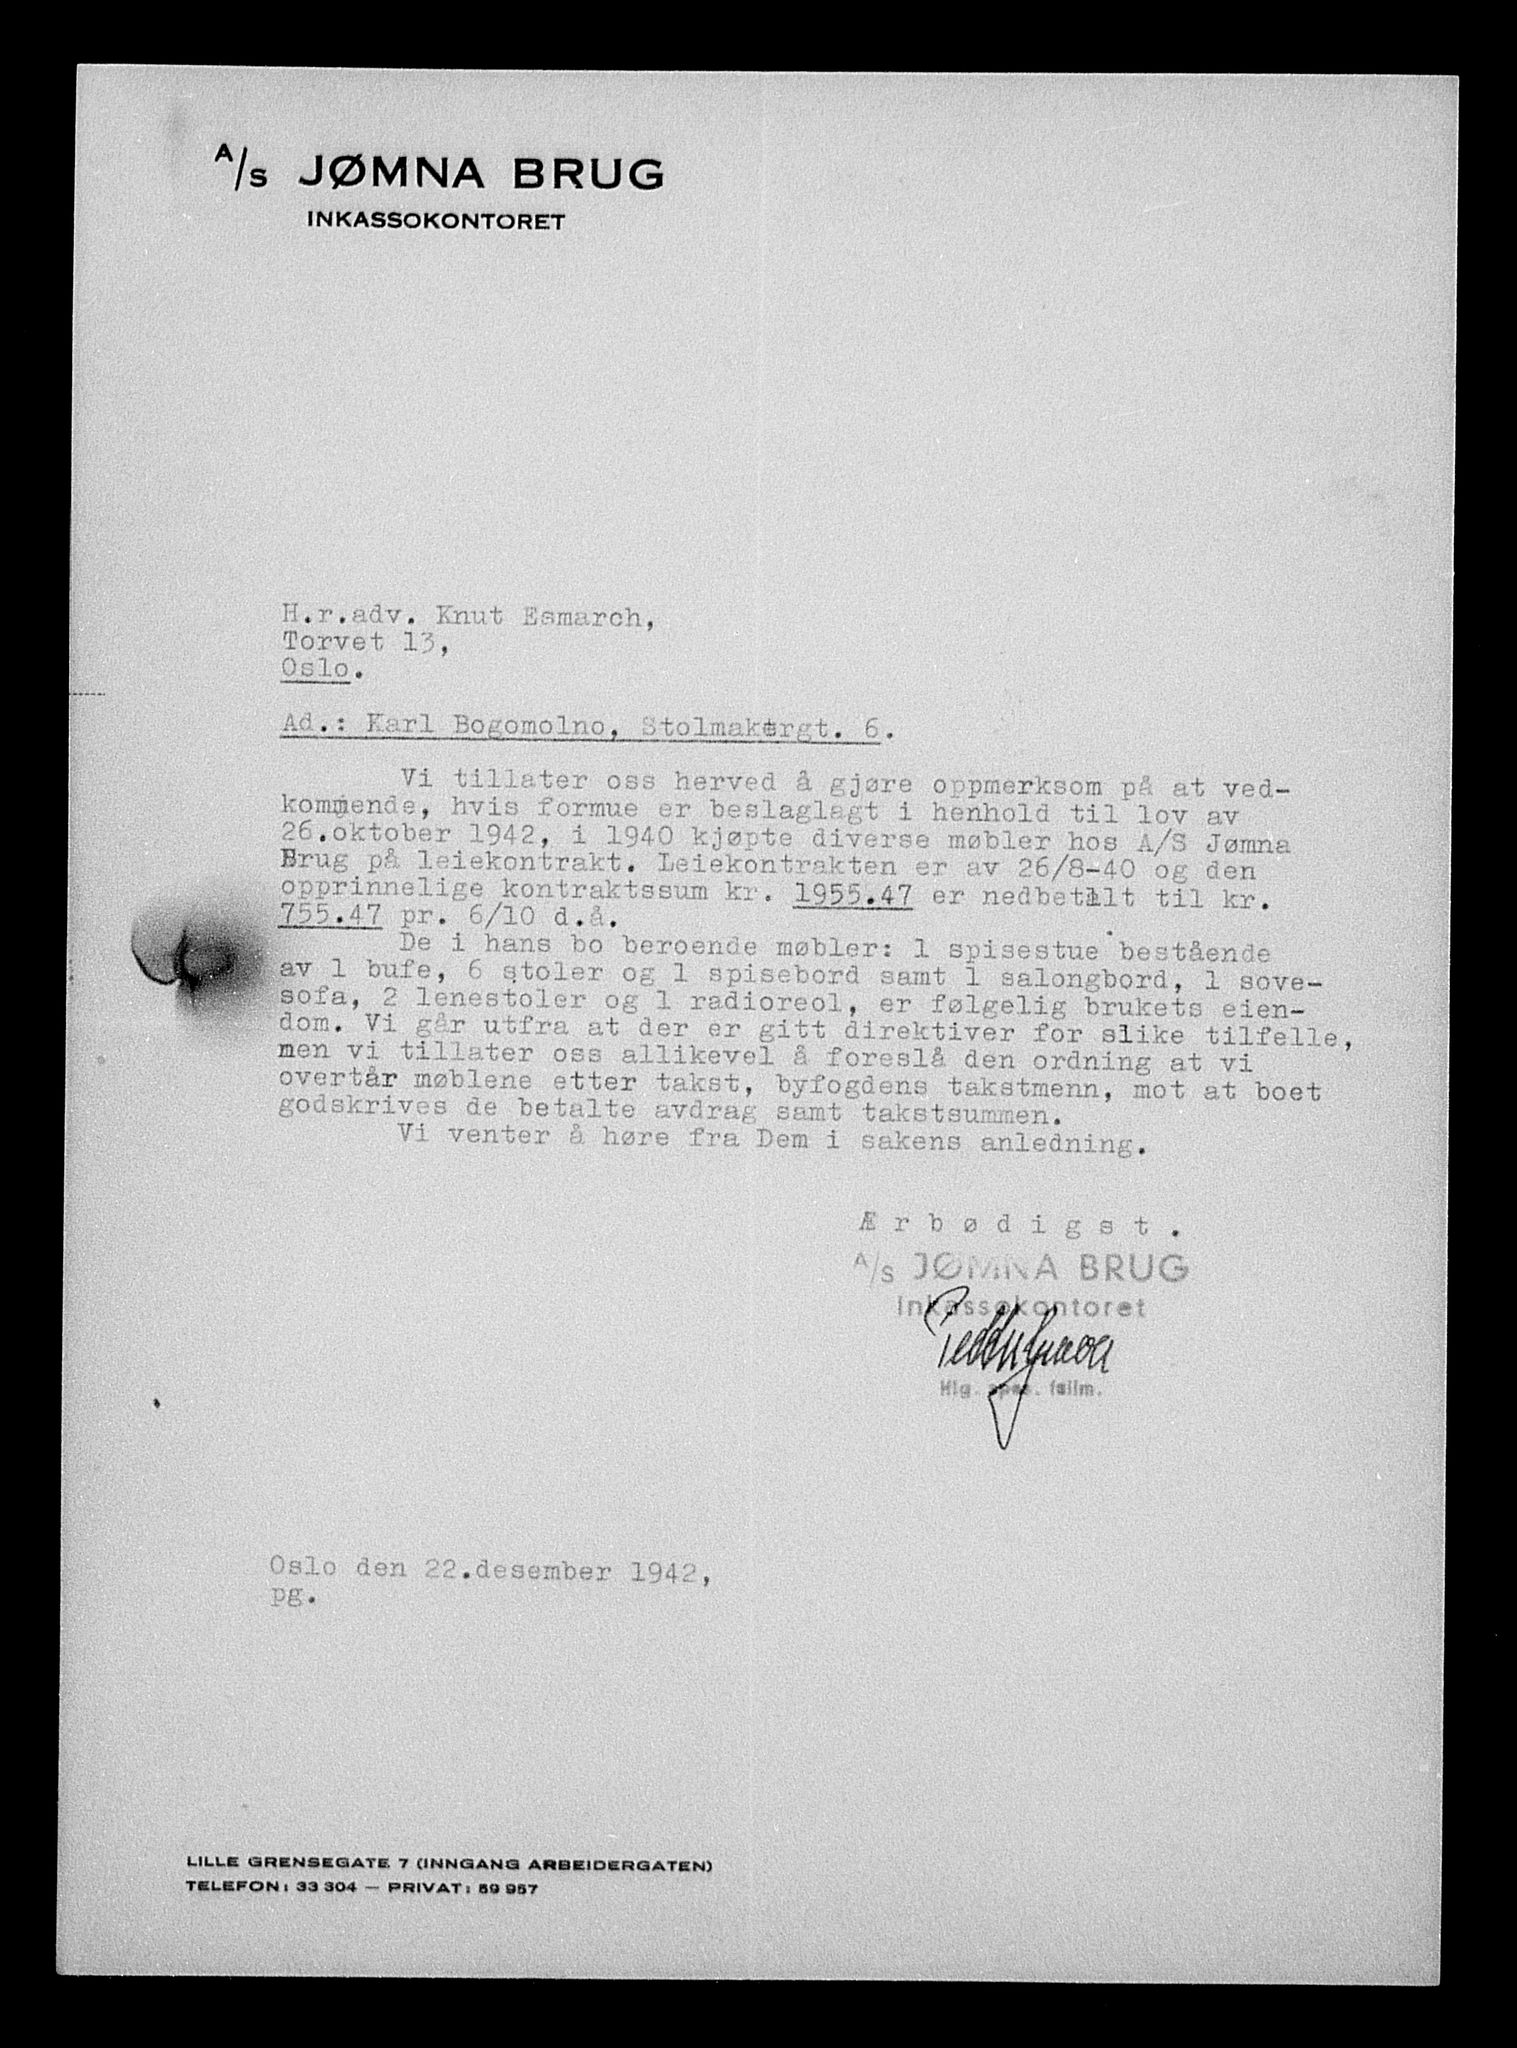 A/S JØMNA BRUG
INKASSOKONTORET
H.r.adv. Knut Esmarch,
Torvet 13,
Oslo.
Ad.: Karl Bogomolno, Stolmakergt. 6.
Vi tillater oss herved å gjøre oppmerksom på at ved-
kommende, hvis formue er beslaglagt i henhold til lov av
26.oktober 1942, i 1940 kjøpte diverse møbler hos A/S Jømna
Brug på leiekontrakt. Leiekontrakten er av 26/8-40 og den
opprinnelige kontraktssum kr. 1955.47 er nedbetalt til kr.
755.47 pr. 6/10 d.å.
De i hans bo beroende møbler: 1 spisestue bestående
av 1 bufe, 6 stoler og 1 spisebord samt 1 salongbord, 1 sove-
sofa, 2 lenestoler og 1 radioreol, er følgelig brukets eien-
dom. Vi går utfra at der er gitt direktiver for slike tilfelle,
men vi tillater oss allikevel å foreslå den ordning at vi
overtår møblene etter takst, byfogdens takstmenn, mot at boet
godskrives de betalte avdrag samt takstsummen.
Vi venter å høre fra Dem i sakens anledning.
Ærbødigst.
A/S JØMNA BRUG
Inkassokontoret
Hlg. spes. fullm.
Oslo den 22.desember 1942,
pg.
LILLE GRENSEGATE 7 (INNGANG ARBEIDERGATEN)
TELEFON: 33 304 — PRIVAT: 59 957